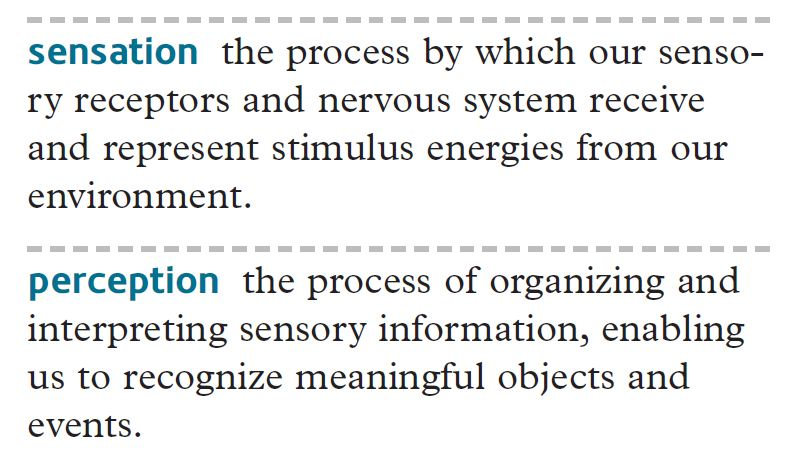 sensation the process by which our senso-
ry receptors and nervous system receive
and represent stimulus energies from our
environment.
perception the process of organizing and
interpreting sensory information, enabling
us to recognize meaningful objects and
events.